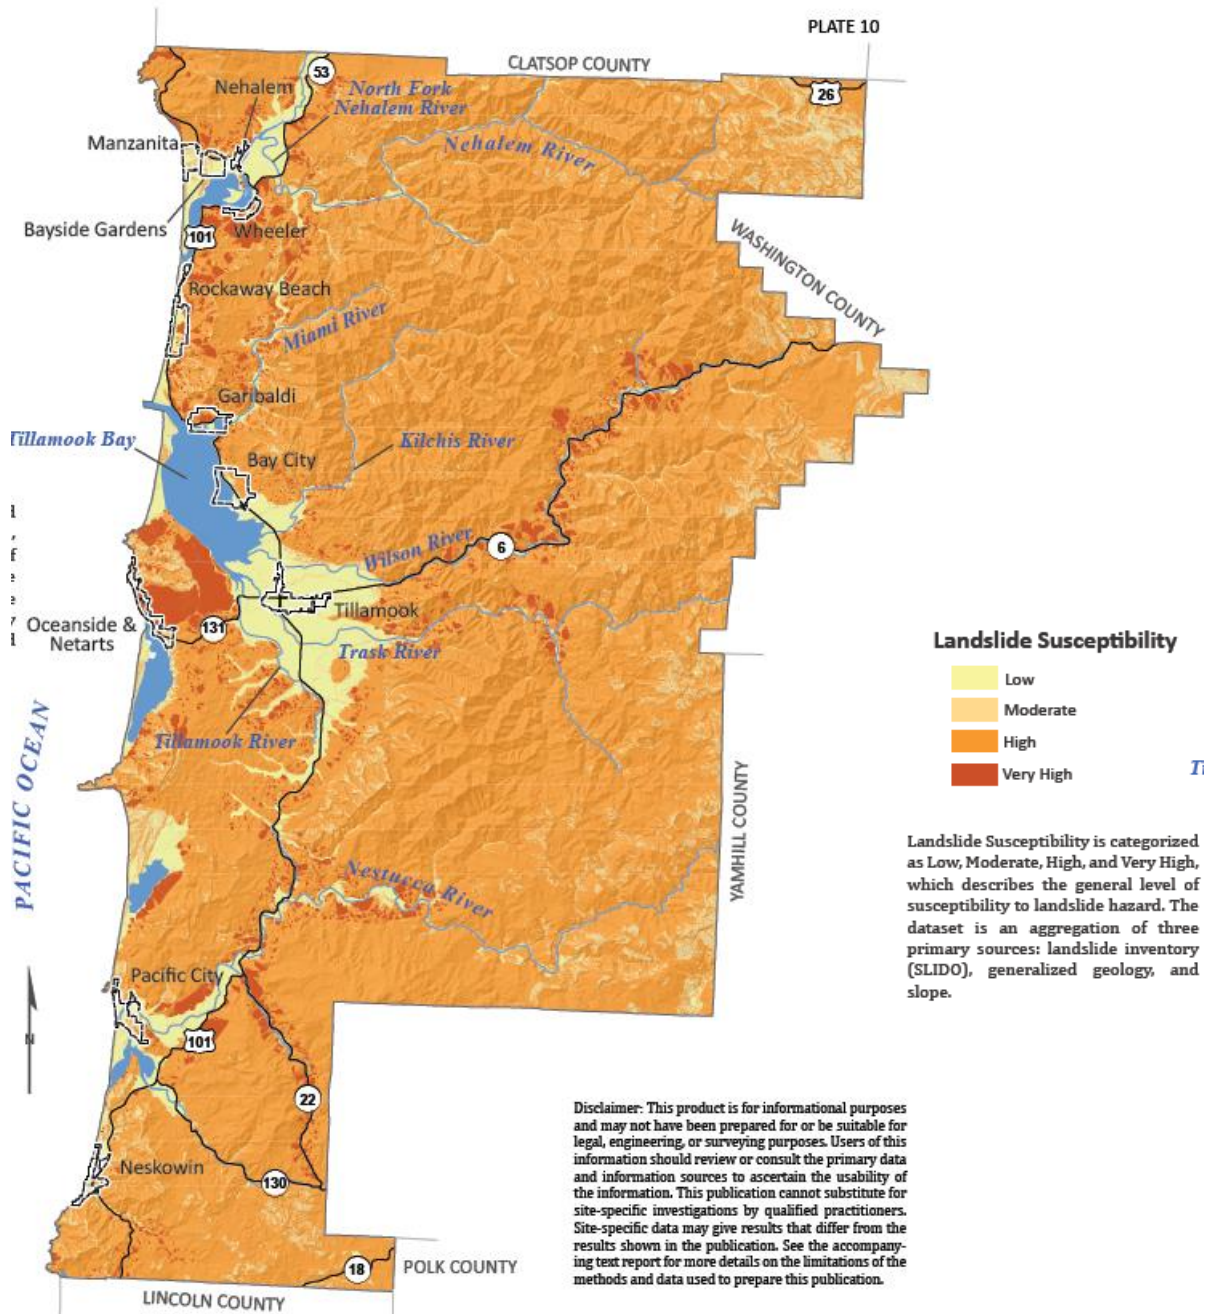 PLATE 10
CLATSOP COUNTY
53
26
Nehalem
North Fork
Nehalem River
Manzanita
Nehalem River
Bayside Gardens
101
Wheeler
WASHINGTON COUNTY
Rockaway Beach
Miami River
Garibaldi
Tillamook Bay
Kilchis River
Bay City
Wilson River
6
Oceanside &
Netarts
131
Tillamook
Trask River
Tillamook River
PACIFIC OCEAN
YAMHILL COUNTY
Nestucca River
Pacific City
101
N
22
Neskowin
130
18
POLK COUNTY
LINCOLN COUNTY
Landslide Susceptibility
Low
Moderate
High
Very High
Landslide Susceptibility is categorized
as Low, Moderate, High, and Very High,
which describes the general level of
susceptibility to landslide hazard. The
dataset is an aggregation of three
primary sources: landslide inventory
(SLIDO), generalized geology, and
slope.
Disclaimer: This product is for informational purposes
and may not have been prepared for or be suitable for
legal, engineering, or surveying purposes. Users of this
information should review or consult the primary data
and information sources to ascertain the usability of
the information. This publication cannot substitute for
site-specific investigations by qualified practitioners.
Site-specific data may give results that differ from the
results shown in the publication. See the accompany-
ing text report for more details on the limitations of the
methods and data used to prepare this publication.